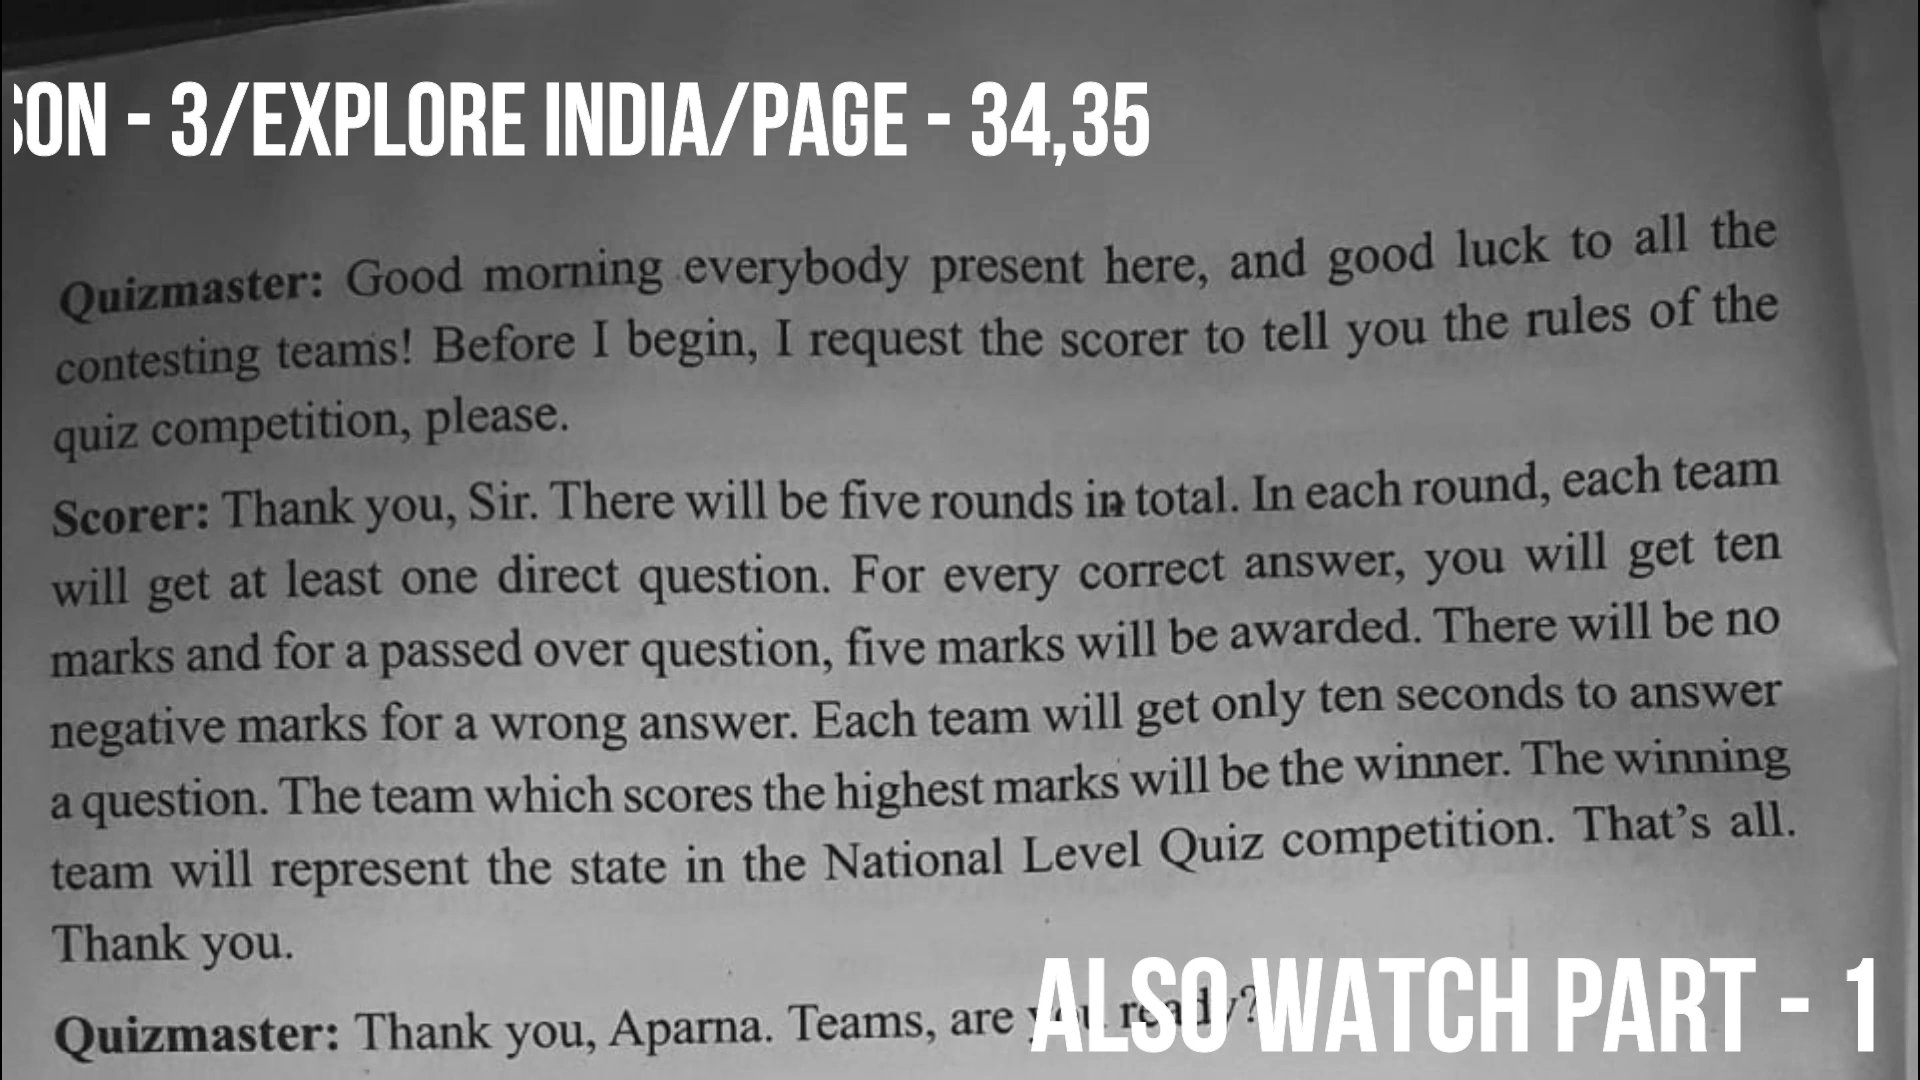 SON - 3/EXPLORE INDIA/PAGE - 34,35
Quizmaster: Good morning everybody present here, and good luck to all the
contesting teams! Before I begin, I request the scorer to tell you the rules of the
quiz competition, please.
Scorer: Thank you, Sir. There will be five rounds in total. In each round, each team
will get at least one direct question. For every correct answer, you will get ten
marks and for a passed over question, five marks will be awarded. There will be no
negative marks for a wrong answer. Each team will get only ten seconds to answer
a question. The team which scores the highest marks will be the winner. The winning
team will represent the state in the National Level Quiz competition. That's all.
Thank you.
Quizmaster: Thank you, Aparna. Teams, are you ready?
ALSO WATCH PART - 1